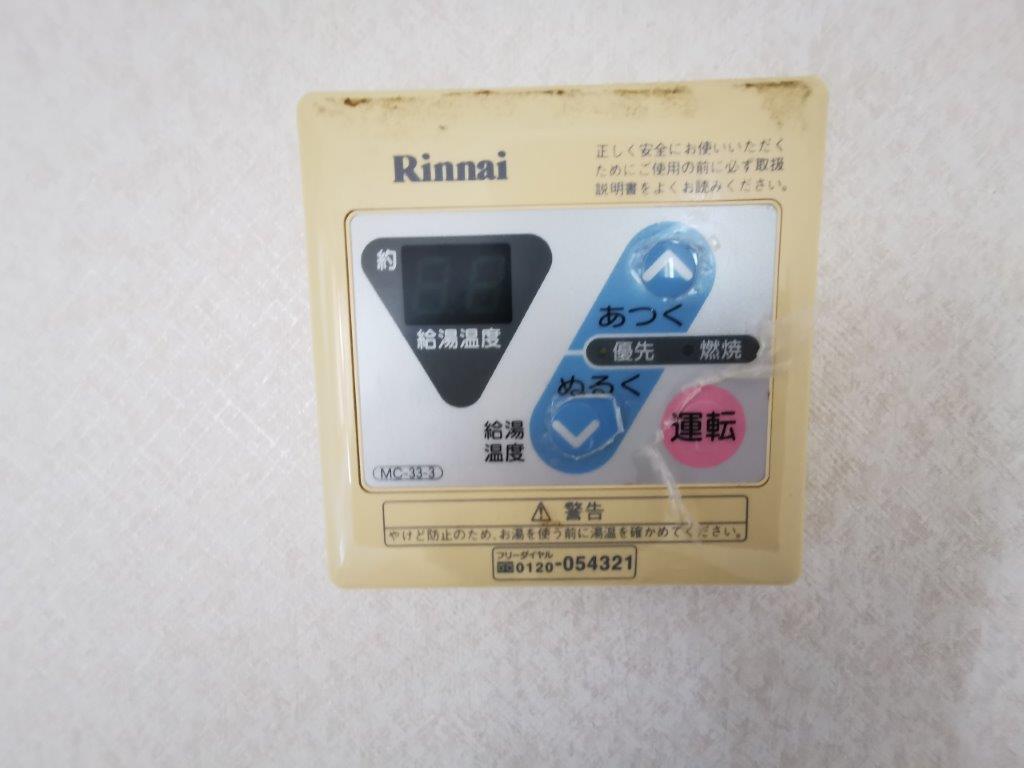 Rinnai
正しく安全にお使いいただく
ためにご使用の前に必ず取扱
説明書をよくお読みください。
約
給湯温度
あつく
優先 燃焼
ぬるく
運転
給湯
温度
MC-33-3
警告
やけど防止のため、お湯を使う前に湯温を確かめてください。
フリーダイヤル
0120-054321